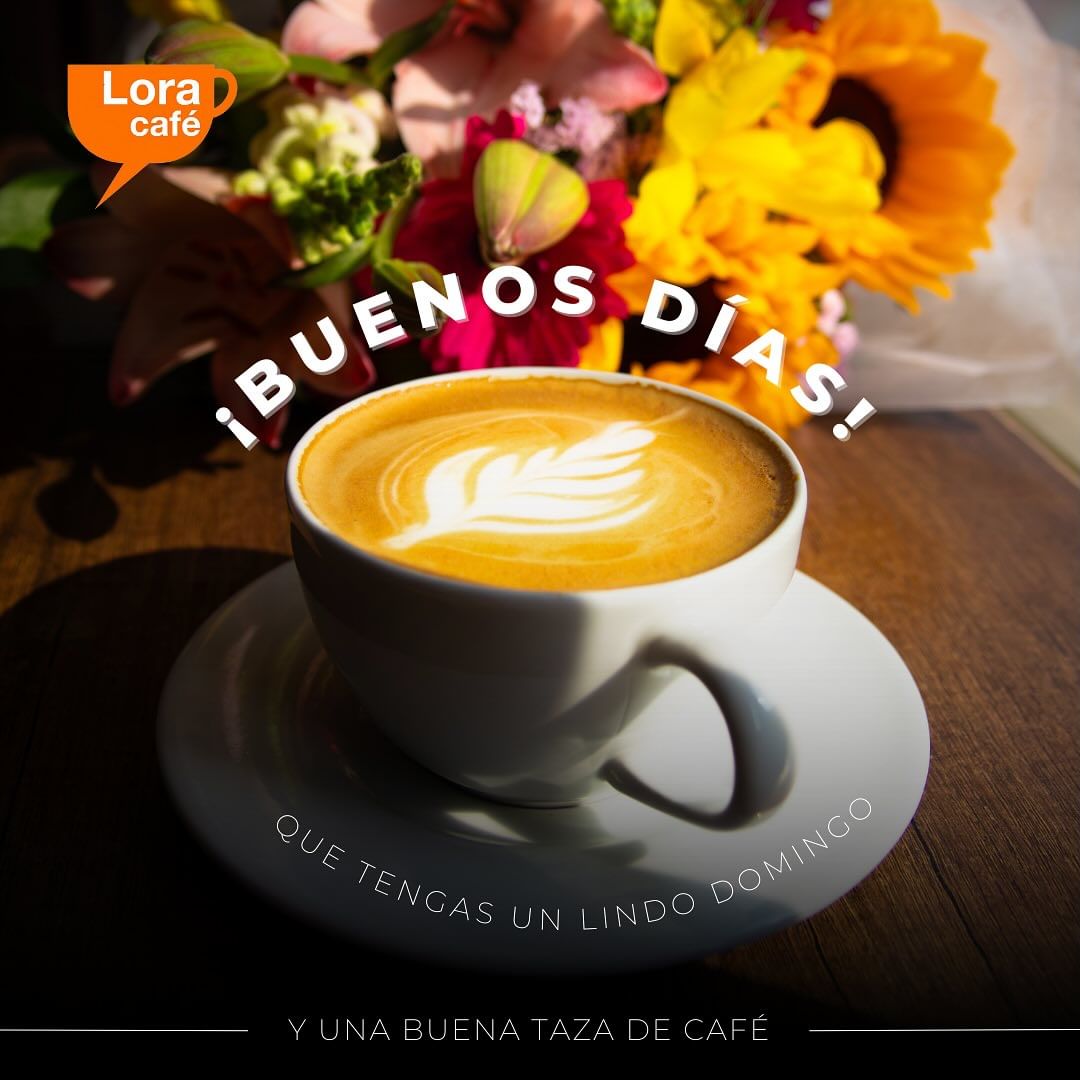 Lora
café
¡BUENOS DÍAS!
QUE TENGAS UN LINDO DOMINGO
Y UNA BUENA TAZA DE CAFÉ